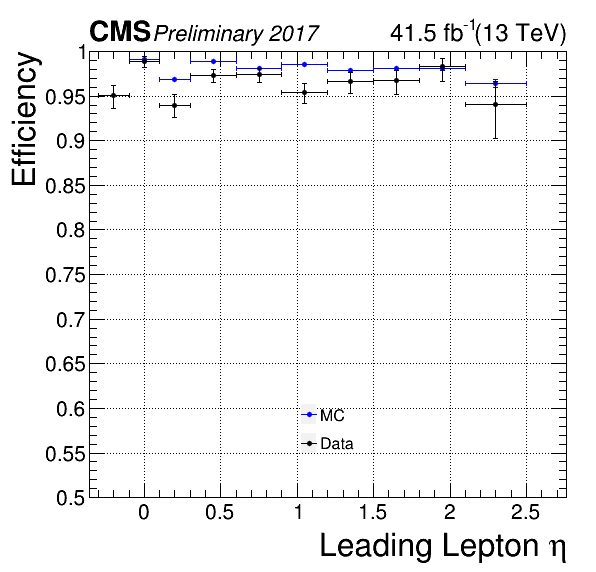 CMS Preliminary 2017 41.5 fb⁻¹(13 TeV)
Efficiency
1
0.95
0.9
0.85
0.8
0.75
0.7
0.65
0.6
0.55
0.5
MC
Data
0 0.5 1 1.5 2 2.5
Leading Lepton η